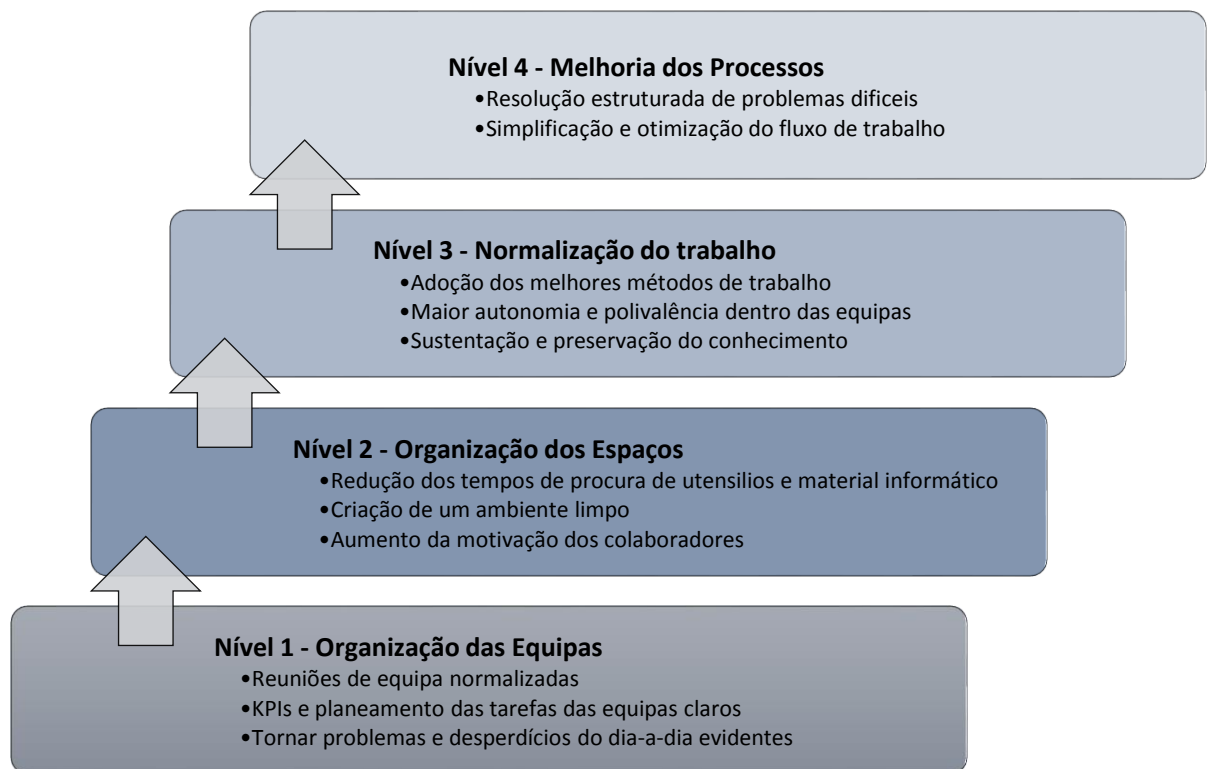 Nível 4 - Melhoria dos Processos
•Resolução estruturada de problemas dificeis
•Simplificação e otimização do fluxo de trabalho
Nível 3 - Normalização do trabalho
•Adoção dos melhores métodos de trabalho
•Maior autonomia e polivalência dentro das equipas
•Sustentação e preservação do conhecimento
Nível 2 - Organização dos Espaços
•Redução dos tempos de procura de utensilios e material informático
•Criação de um ambiente limpo
•Aumento da motivação dos colaboradores
Nível 1 - Organização das Equipas
•Reuniões de equipa normalizadas
•KPIs e planeamento das tarefas das equipas claros
•Tornar problemas e desperdícios do dia-a-dia evidentes